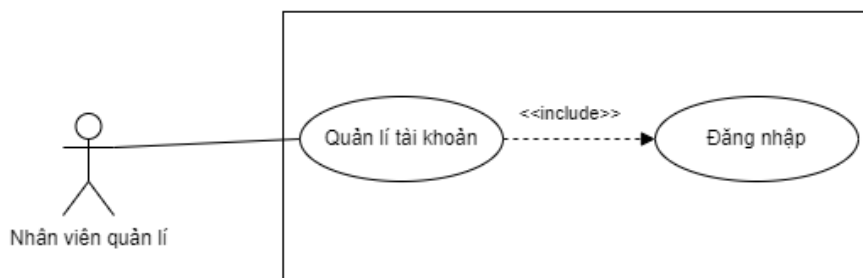 <<include>>
Quản lí tài khoản
Đăng nhập
Nhân viên quản lí